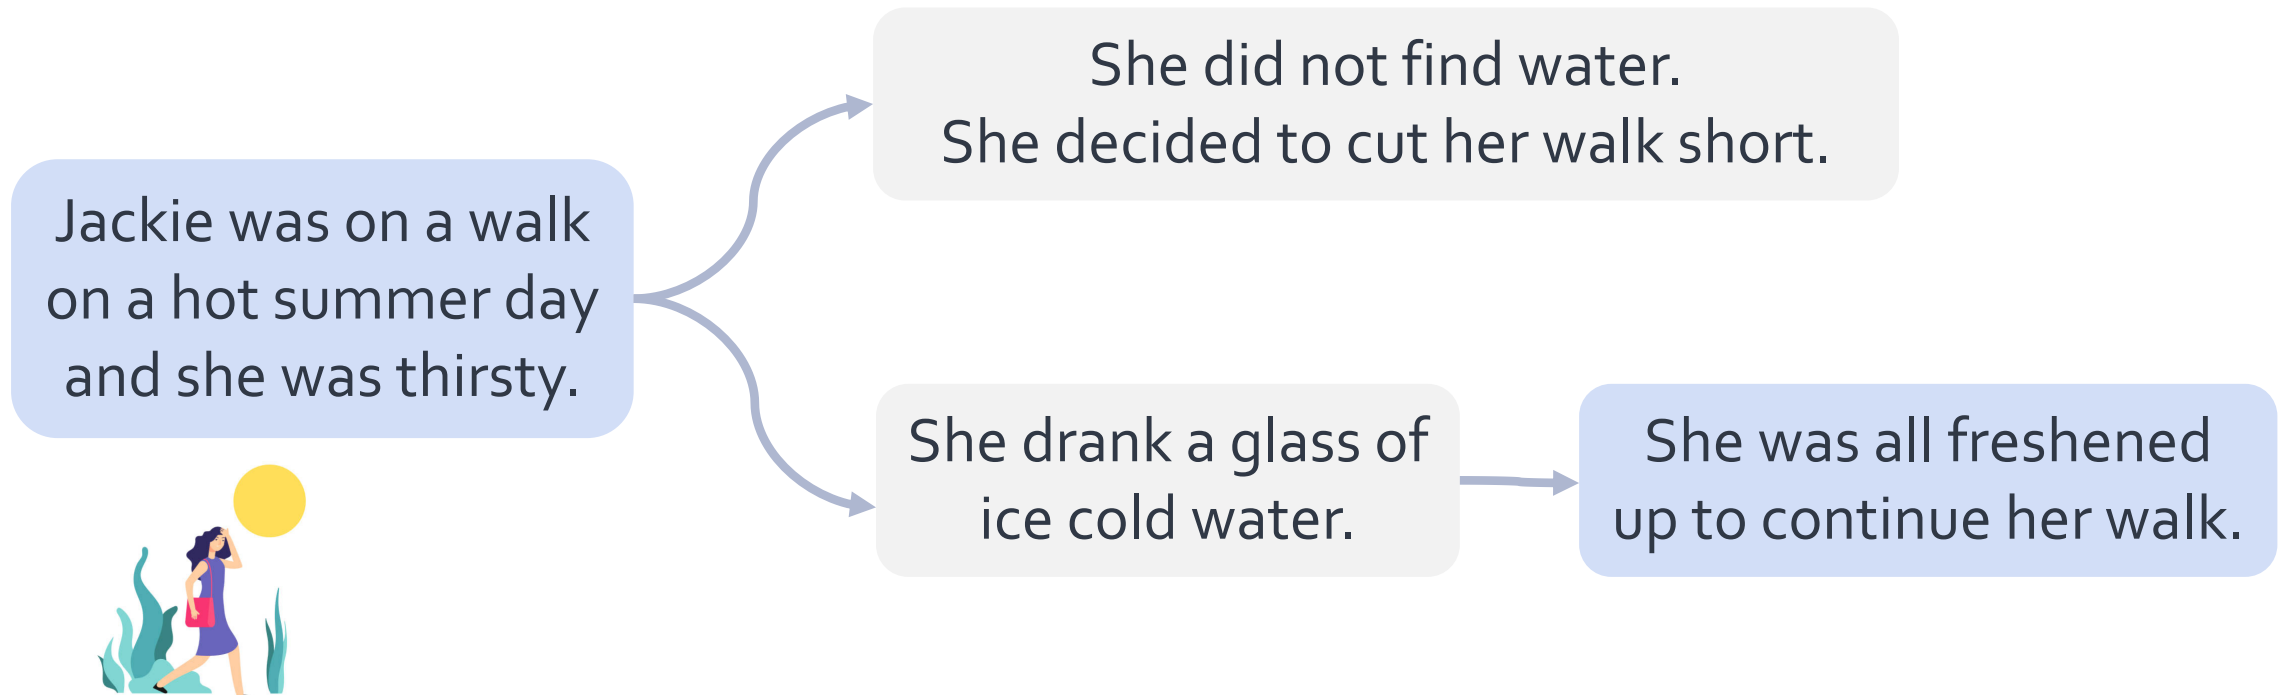 Jackie was on a walk
on a hot summer day
and she was thirsty.
She did not find water.
She decided to cut her walk short.
She drank a glass of
ice cold water.
She was all freshened
up to continue her walk.